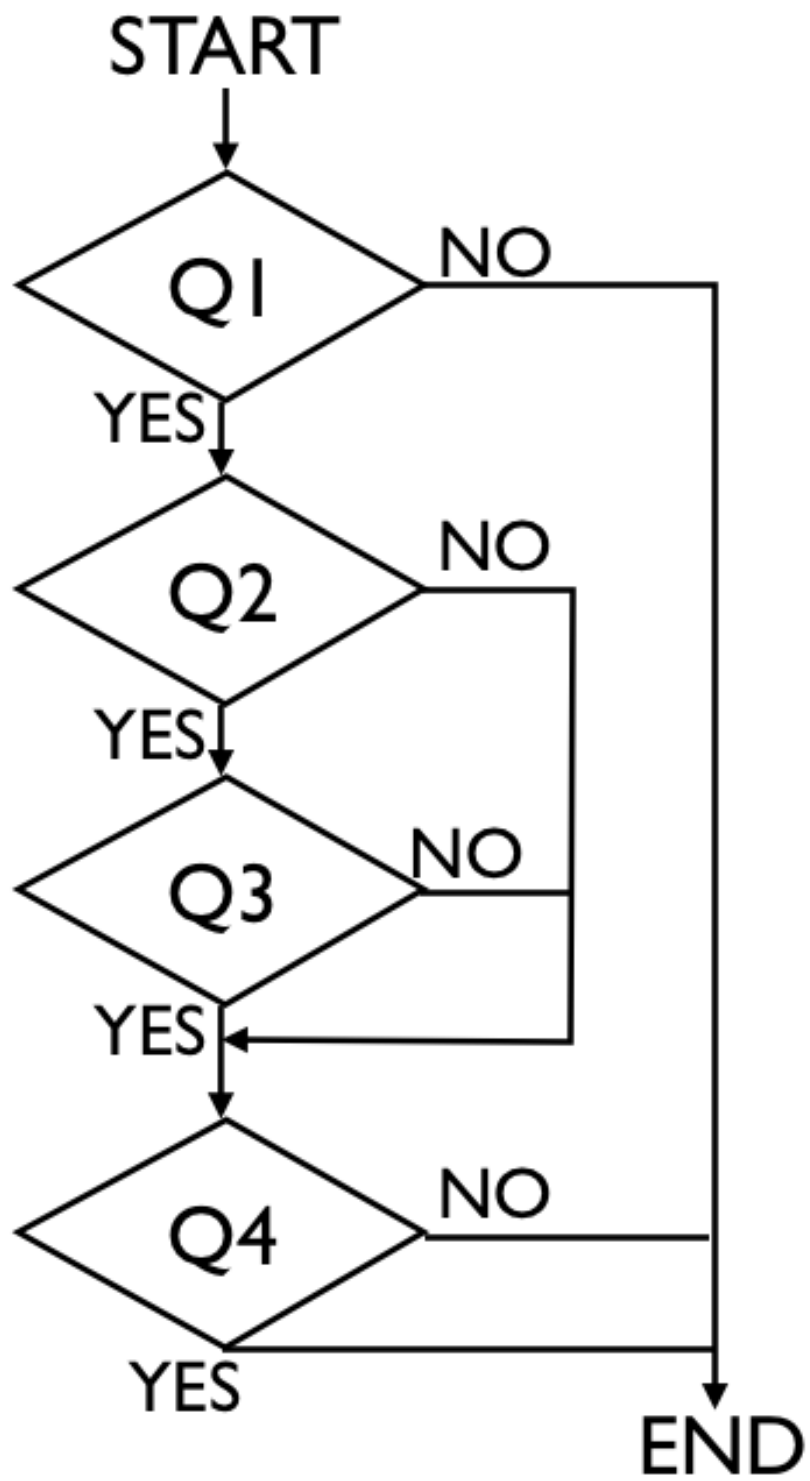 START
Q1
NO
YES
Q2
NO
YES
Q3
NO
YES
Q4
NO
YES
END